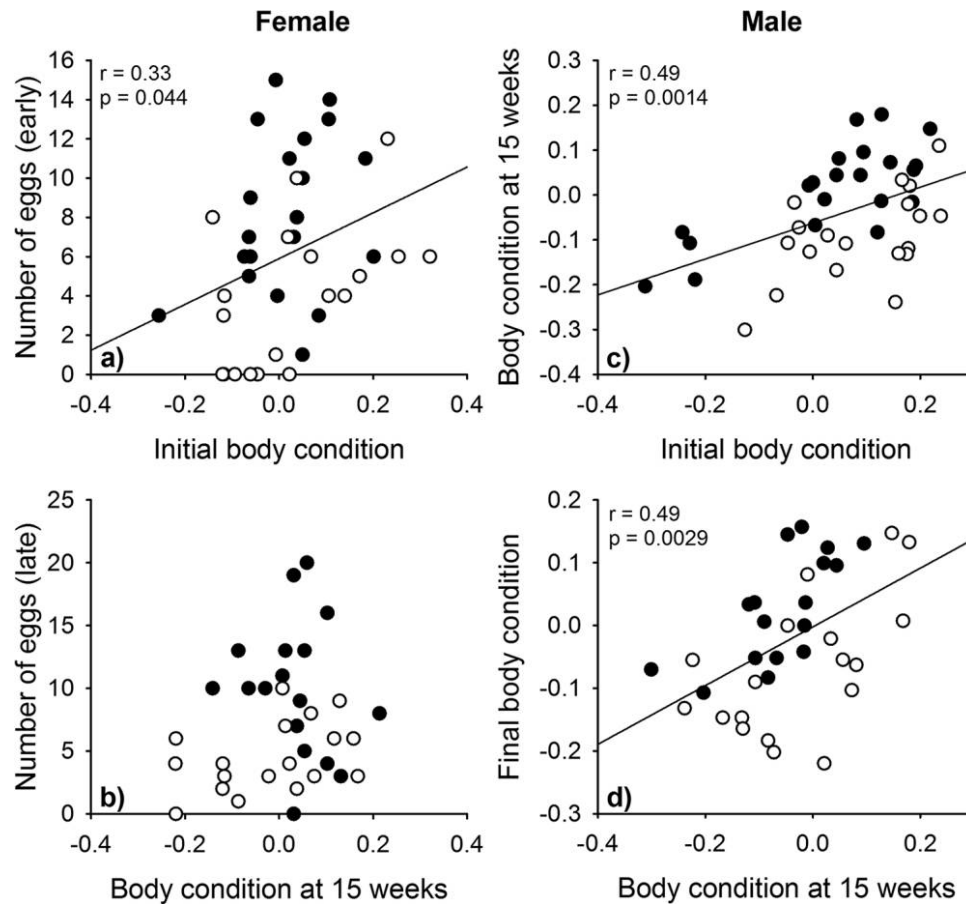 Female
Male
r = 0.33
p = 0.044
Number of eggs (early)
16
14
12
10
8
6
4
2
0
a)
-0.4
-0.2
0.0
0.2
0.4
Initial body condition
r = 0.49
p = 0.0014
Body condition at 15 weeks
0.3
0.2
0.1
0.0
-0.1
-0.2
-0.3
-0.4
c)
-0.4
-0.2
0.0
0.2
Initial body condition
Number of eggs (late)
25
20
15
10
5
0
b)
-0.4
-0.2
0.0
0.2
0.4
Body condition at 15 weeks
r = 0.49
p = 0.0029
Final body condition
0.2
0.1
0.0
-0.1
-0.2
-0.3
d)
-0.4
-0.2
0.0
0.2
Body condition at 15 weeks